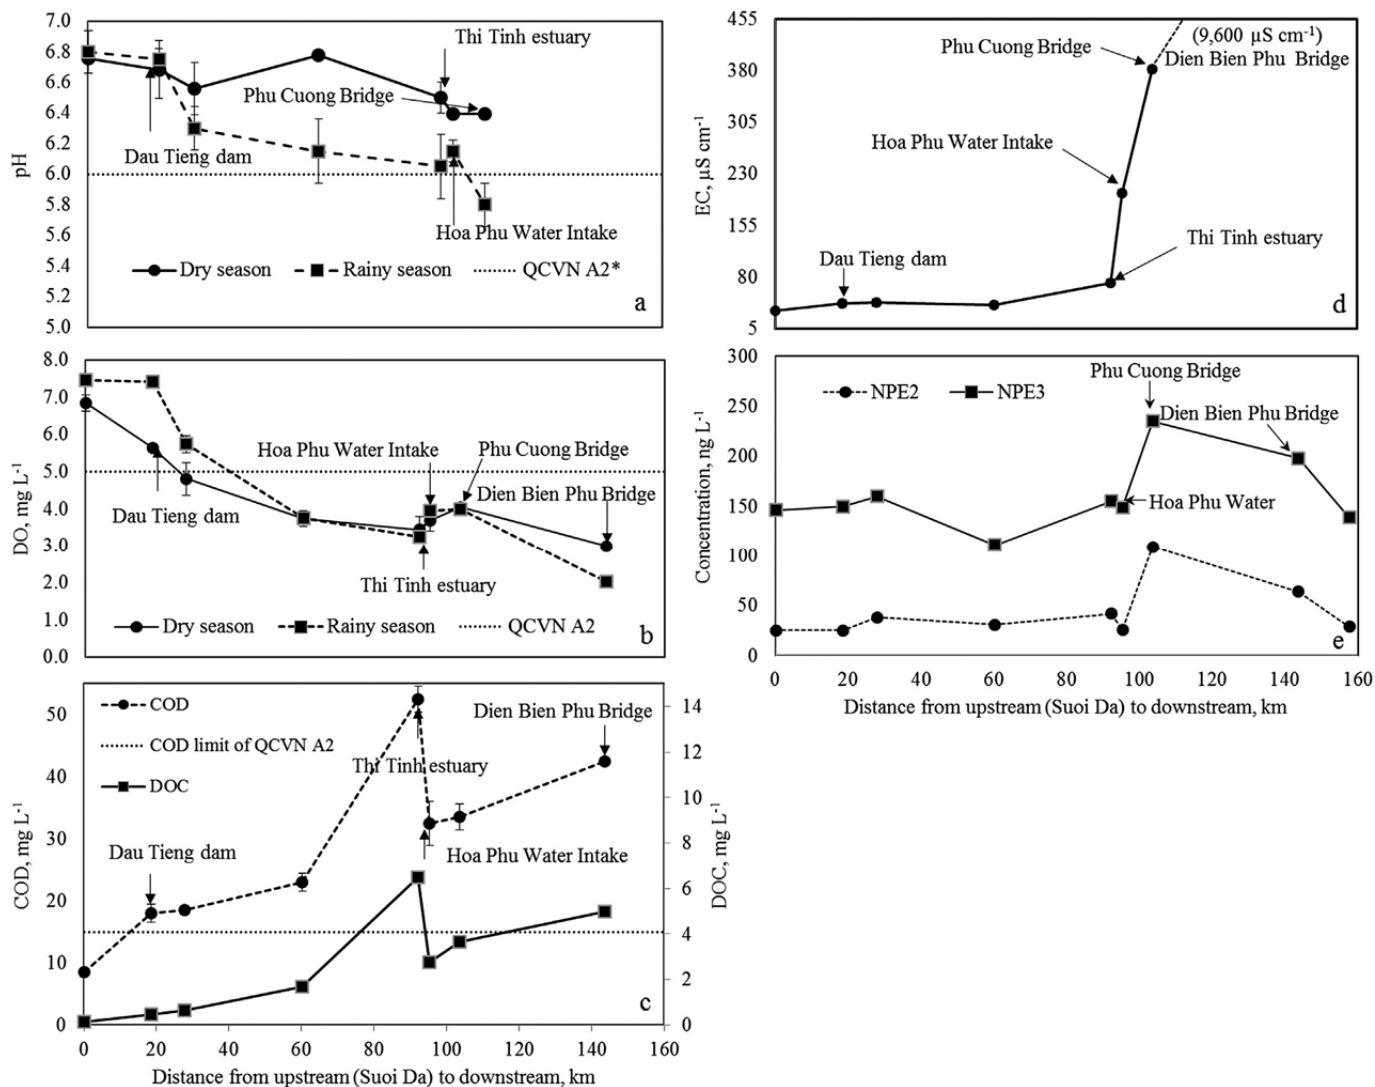 7.0
6.8
6.6
6.4
6.2
6.0
5.8
5.6
5.4
5.2
5.0
pH
Thi Tinh estuary
Phu Cuong Bridge
Dau Tieng dam
Hoa Phu Water Intake
Dry season
Rainy season
QCVN A2*
a
8.0
7.0
6.0
5.0
4.0
3.0
2.0
1.0
0.0
DO, mg L-1
Hoa Phu Water Intake
Phu Cuong Bridge
Dien Bien Phu Bridge
Dau Tieng dam
Thi Tinh estuary
Dry season
Rainy season
QCVN A2
b
50
40
30
20
10
0
COD, mg L-1
COD
COD limit of QCVN A2
DOC
Dien Bien Phu Bridge
Thi Tinh estuary
Dau Tieng dam
Hoa Phu Water Intake
c
14
12
10
8
6
4
2
0
DOC, mg L-1
0 20 40 60 80 100 120 140 160
Distance from upstream (Suoi Da) to downstream, km
455
380
305
230
155
80
5
EC, µS cm-1
(9,600 µS cm-1)
Phu Cuong Bridge
Dien Bien Phu Bridge
Hoa Phu Water Intake
Thi Tinh estuary
Dau Tieng dam
d
300
250
200
150
100
50
0
Concentration, ng L-1
NPE2
NPE3
Phu Cuong Bridge
Dien Bien Phu Bridge
Hoa Phu Water
e
0 20 40 60 80 100 120 140 160
Distance from upstream (Suoi Da) to downstream, km